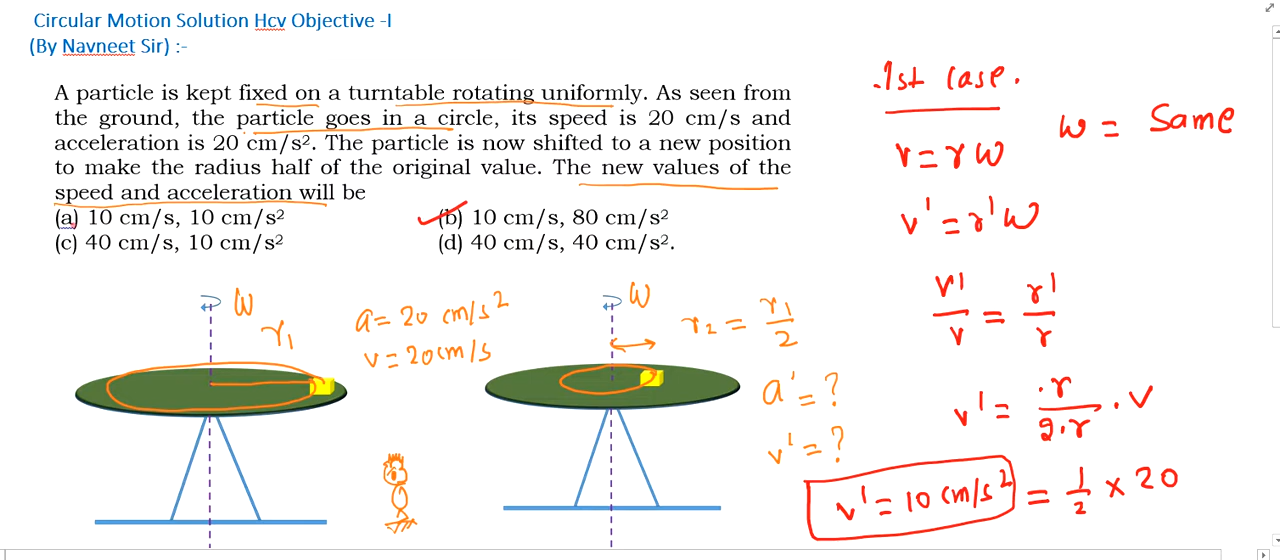 Circular Motion Solution Hcv Objective -I
(By Navneet Sir) :-
A particle is kept fixed on a turntable rotating uniformly. As seen from
the ground, the particle goes in a circle, its speed is 20 cm/s and
acceleration is 20 cm/s². The particle is now shifted to a new position
to make the radius half of the original value. The new values of the
speed and acceleration will be
(a) 10 cm/s, 10 cm/s²
(b) 10 cm/s, 80 cm/s²
(c) 40 cm/s, 10 cm/s²
(d) 40 cm/s, 40 cm/s².
ω
r₁
a = 20 cm/s²
v = 20 cm/s
ω
r₂ = r₁/2
a' = ?
v' = ?
1st case.
ω = Same
v = rω
v' = r'ω
v'/v = r'/r
v' = r/2·r · v
v' = 10 cm/s² = 1/2 × 20